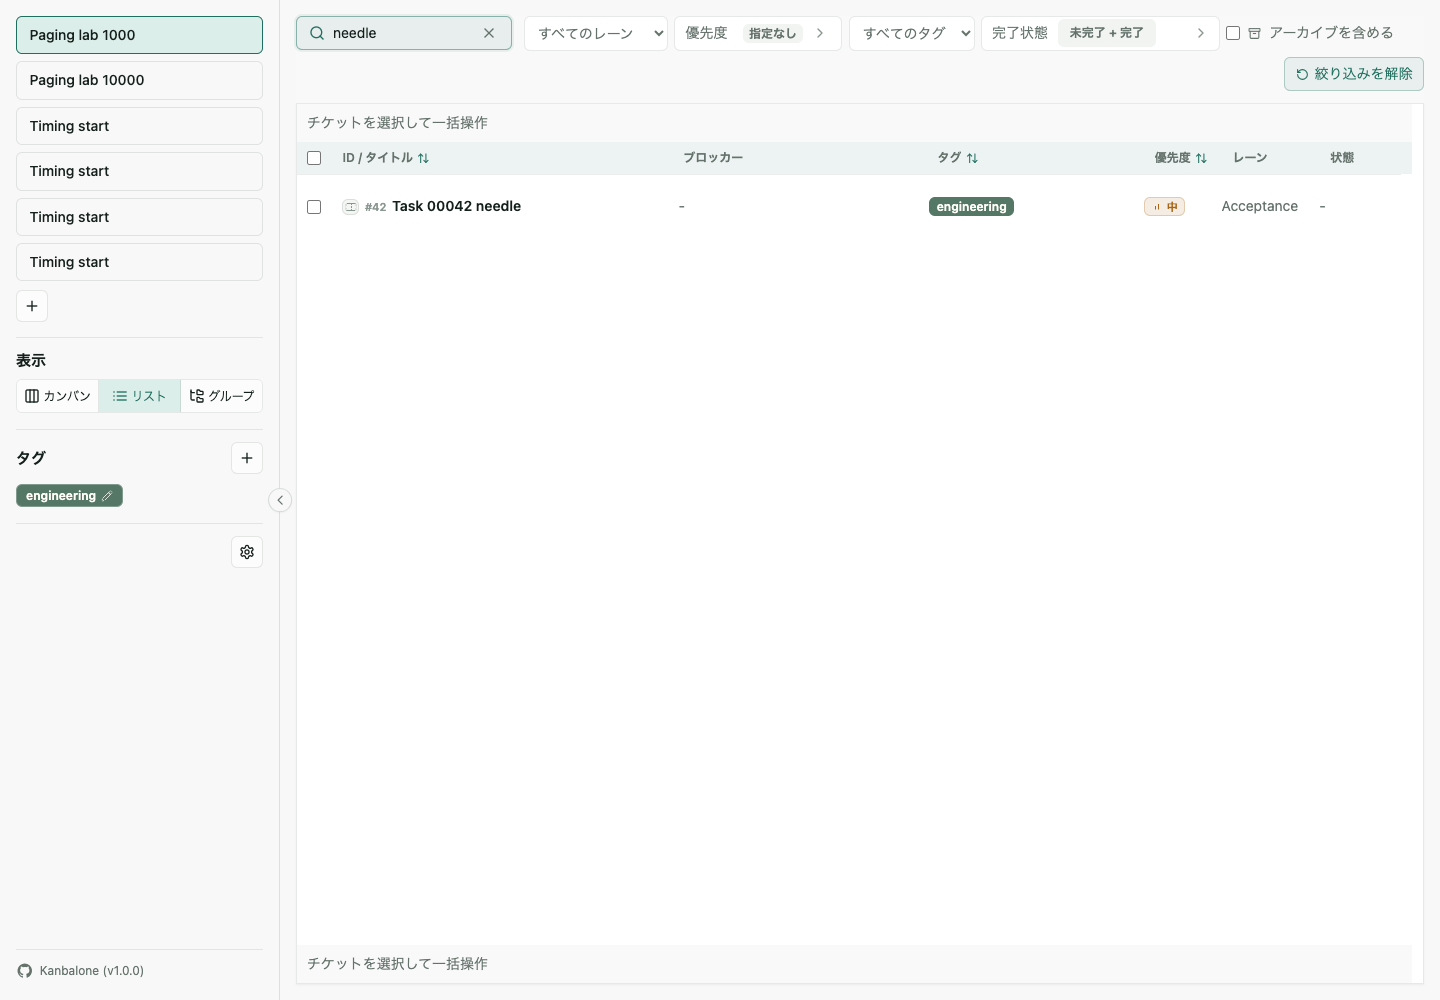 Paging lab 1000
Paging lab 10000
Timing start
Timing start
Timing start
Timing start
表示
カンバン リスト グループ
タグ
engineering
Kanbalone (v1.0.0)
needle すべてのレーン 優先度 指定なし すべてのタグ 完了状態 未完了 + 完了 アーカイブを含める
絞り込みを解除
チケットを選択して一括操作
ID / タイトル ブロッカー タグ 優先度 レーン 状態
#42 Task 00042 needle - engineering 中 Acceptance -
チケットを選択して一括操作